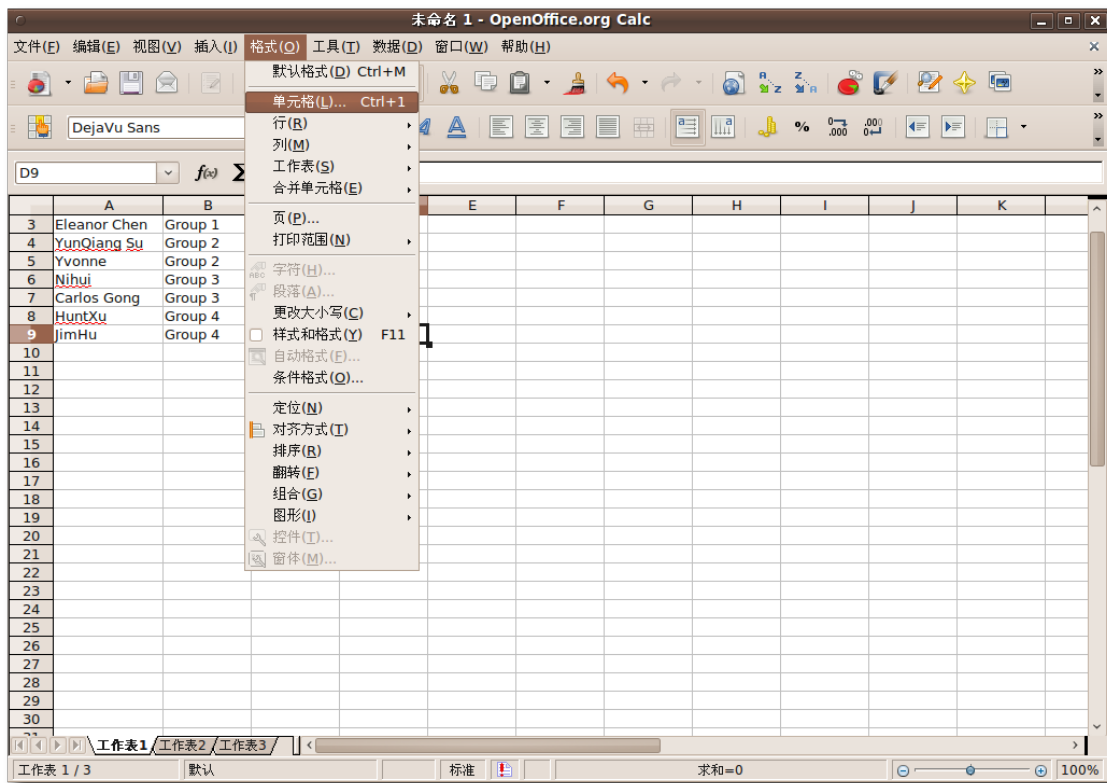 未命名 1 - OpenOffice.org Calc
文件(F) 编辑(E) 视图(V) 插入(I) 格式(O) 工具(T) 数据(D) 窗口(W) 帮助(H)
默认格式(D) Ctrl+M
单元格(L)... Ctrl+1
行(R)
列(M)
工作表(S)
合并单元格(E)
页(P)...
打印范围(N)
字符(H)...
段落(A)...
更改大小写(C)
样式和格式(Y) F11
自动格式(F)...
条件格式(O)...
定位(N)
对齐方式(T)
排序(R)
翻转(F)
组合(G)
图形(I)
控件(T)...
窗体(M)...
DejaVu Sans
D9
A B E F G H I J K
3 Eleanor Chen Group 1
4 YunQiang Su Group 2
5 Yvonne Group 2
6 Nihui Group 3
7 Carlos Gong Group 3
8 HuntXu Group 4
9 JimHu Group 4
10
11
12
13
14
15
16
17
18
19
20
21
22
23
24
25
26
27
28
29
30
工作表1 工作表2 工作表3
工作表 1 / 3 默认 标准 求和=0 100%